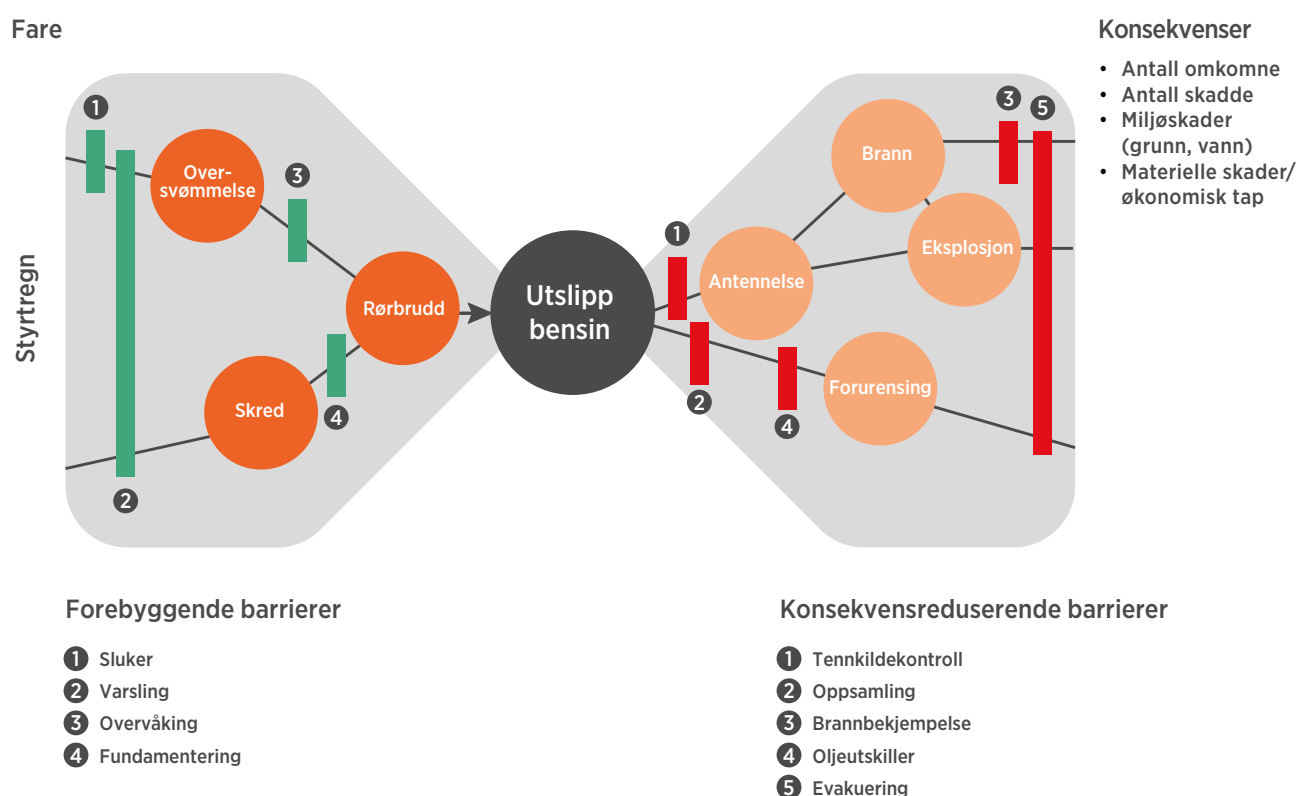 Fare
Konsekvenser
• Antall omkomne
• Antall skadde
• Miljøskader
(grunn, vann)
• Materielle skader/
økonomisk tap
Styrtregn
1
2
Over-
svømmelse
3
Skred
4
Rørbrudd
Utslipp
bensin
1
2
Antennelse
4
Brann
Eksplosjon
Forurensing
3
5
Forebyggende barrierer
1 Sluker
2 Varsling
3 Overvåking
4 Fundamentering
Konsekvensreduserende barrierer
1 Tennkildekontroll
2 Oppsamling
3 Brannbekjempelse
4 Oljeutskiller
5 Evakuering